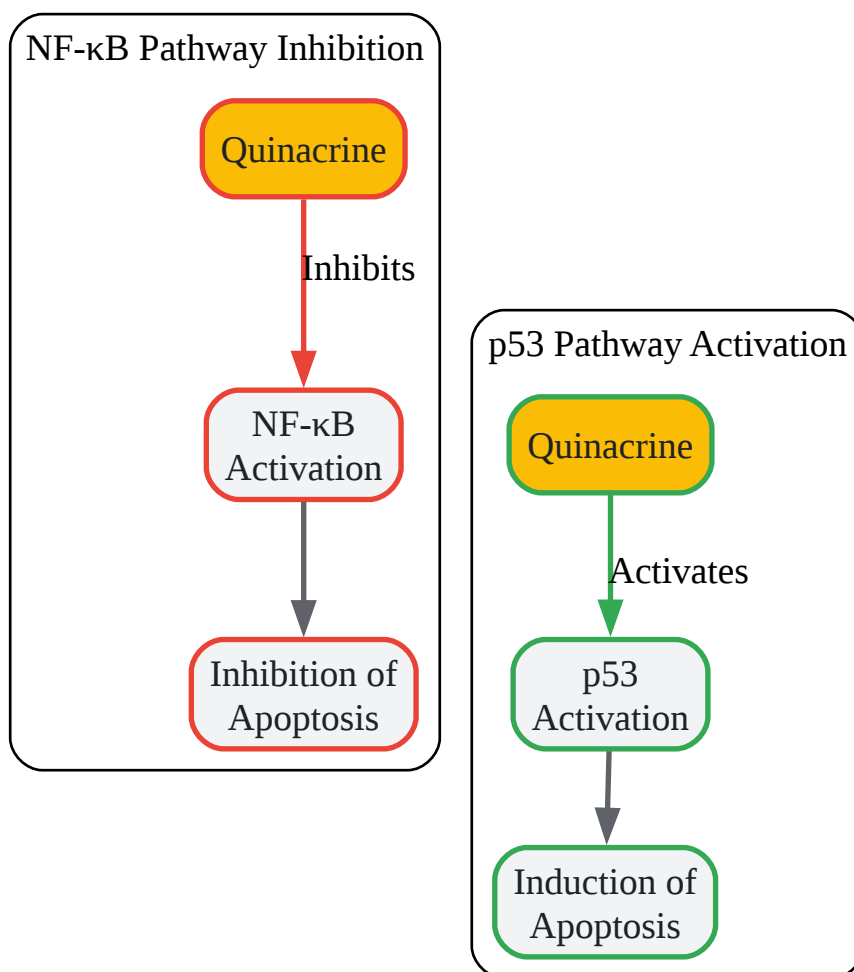 NF-κB Pathway Inhibition
Quinacrine
Inhibits
NF-κB
Activation
Inhibition of
Apoptosis
p53 Pathway Activation
Quinacrine
Activates
p53
Activation
Induction of
Apoptosis